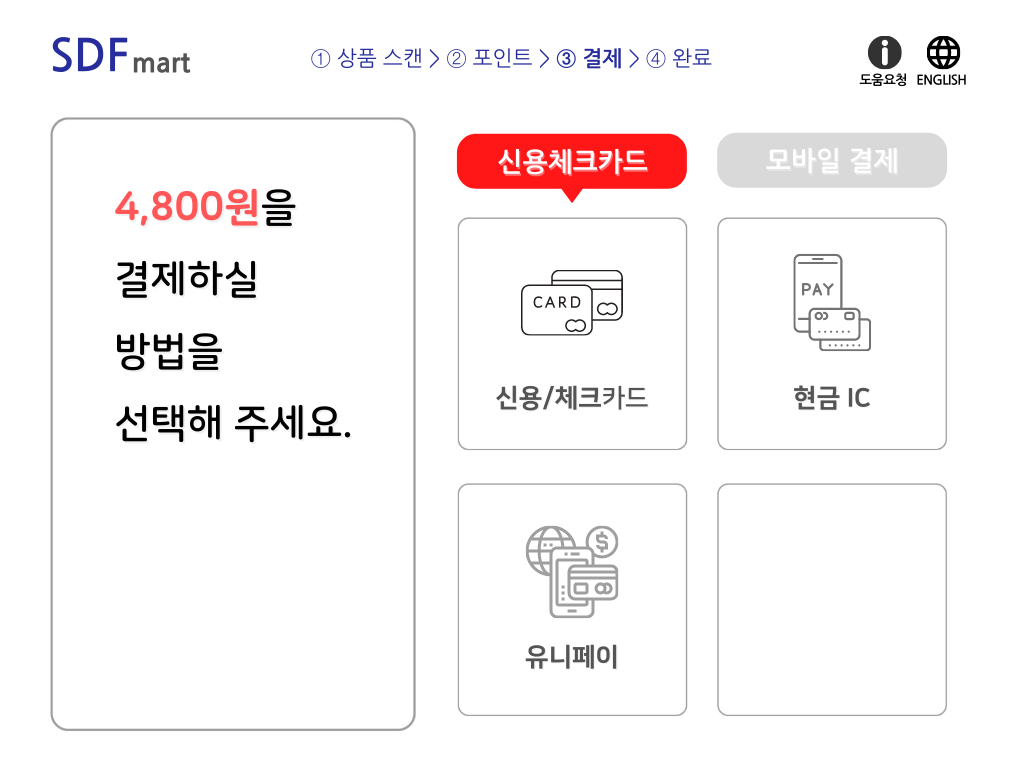 SDF mart
① 상품 스캔 > ② 포인트 > ③ 결제 > ④ 완료
도움요청 ENGLISH
4,800원을
결제하실
방법을
선택해 주세요.
신용체크카드
모바일 결제
CARD
신용/체크카드
PAY
현금 IC
$
유니페이